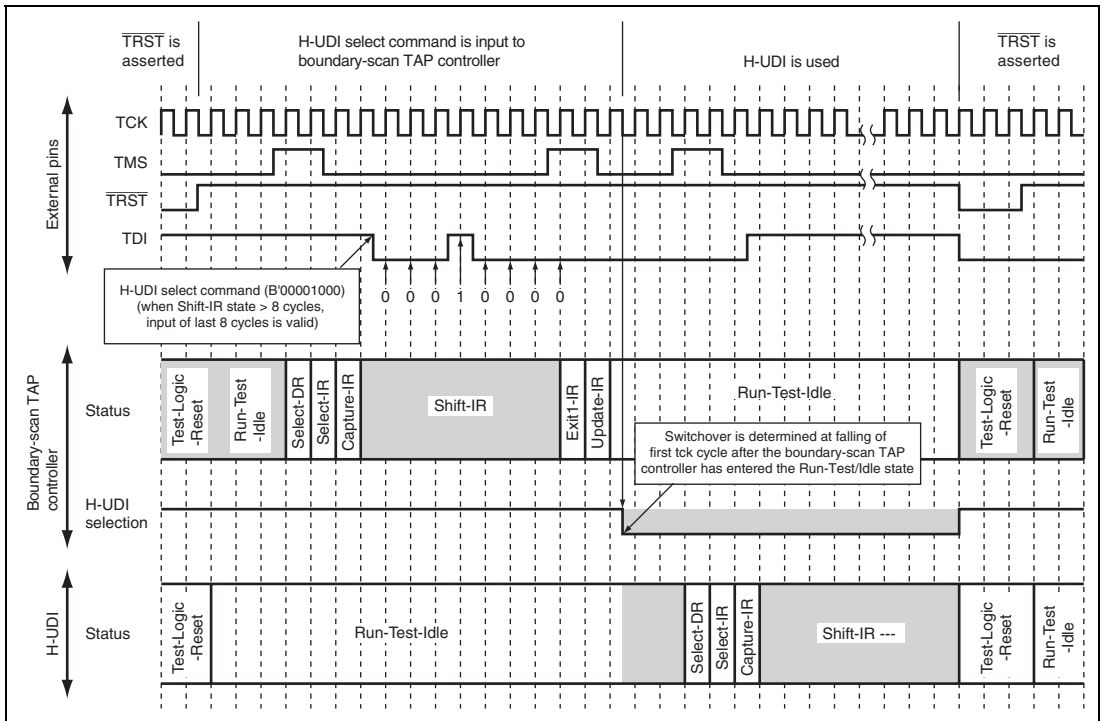 TRST is
asserted
H-UDI select command is input to
boundary-scan TAP controller
H-UDI is used
TRST is
asserted
External pins
TCK
TMS
TRST
TDI
H-UDI select command (B'00001000)
(when Shift-IR state > 8 cycles,
input of last 8 cycles is valid)
0 0 0 1 0 0 0 0
Boundary-scan TAP
controller
Status
Test-Logic
-Reset
Run-Test
-Idle
Select-DR
Select-IR
Capture-IR
Shift-IR
Exit1-IR
Update-IR
Run-Test-Idle
Test-Logic
-Reset
Run-Test
-Idle
Switchover is determined at falling of
first tck cycle after the boundary-scan TAP
controller has entered the Run-Test/Idle state
H-UDI
selection
H-UDI
Status
Test-Logic
-Reset
Run-Test-Idle
Select-DR
Select-IR
Capture-IR
Shift-IR ---
Test-Logic
-Reset
Run-Test
-Idle